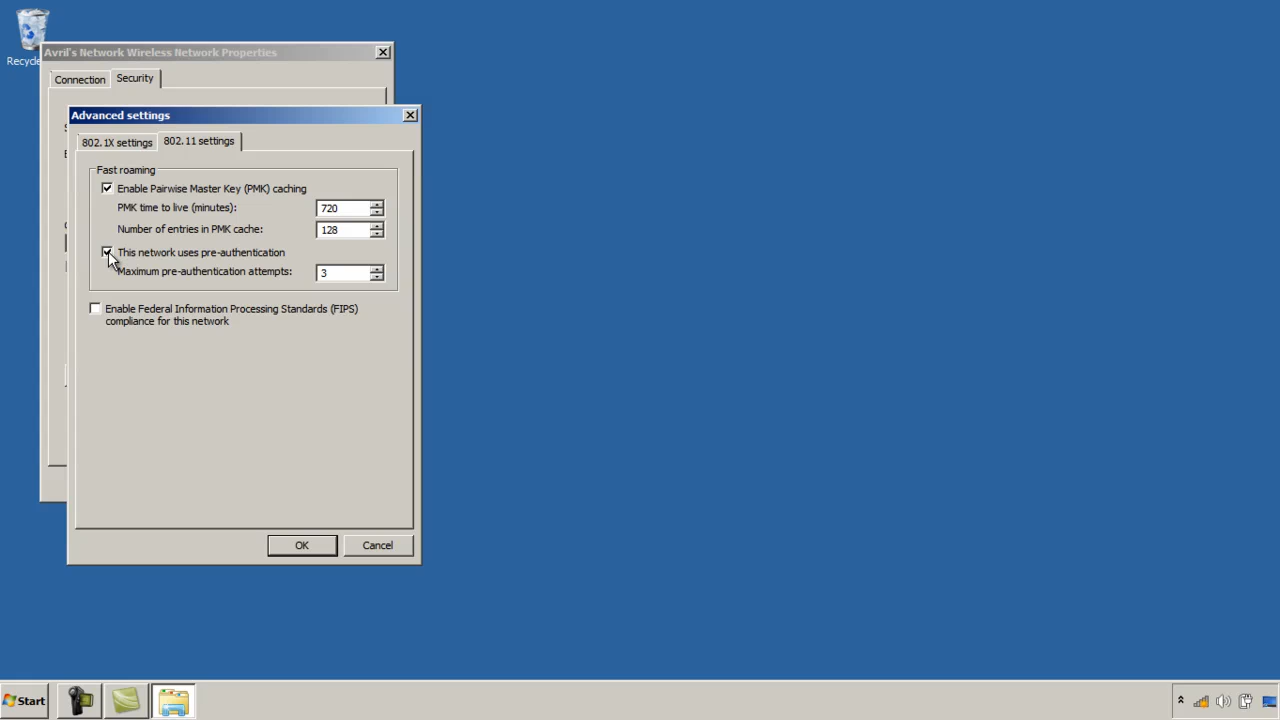 Recycle
Avril's Network Wireless Network Properties
Connection
Security
Advanced settings
802.1X settings
802.11 settings
Fast roaming
Enable Pairwise Master Key (PMK) caching
PMK time to live (minutes):
720
Number of entries in PMK cache:
128
This network uses pre-authentication
Maximum pre-authentication attempts:
3
Enable Federal Information Processing Standards (FIPS)
compliance for this network
OK
Cancel
Start